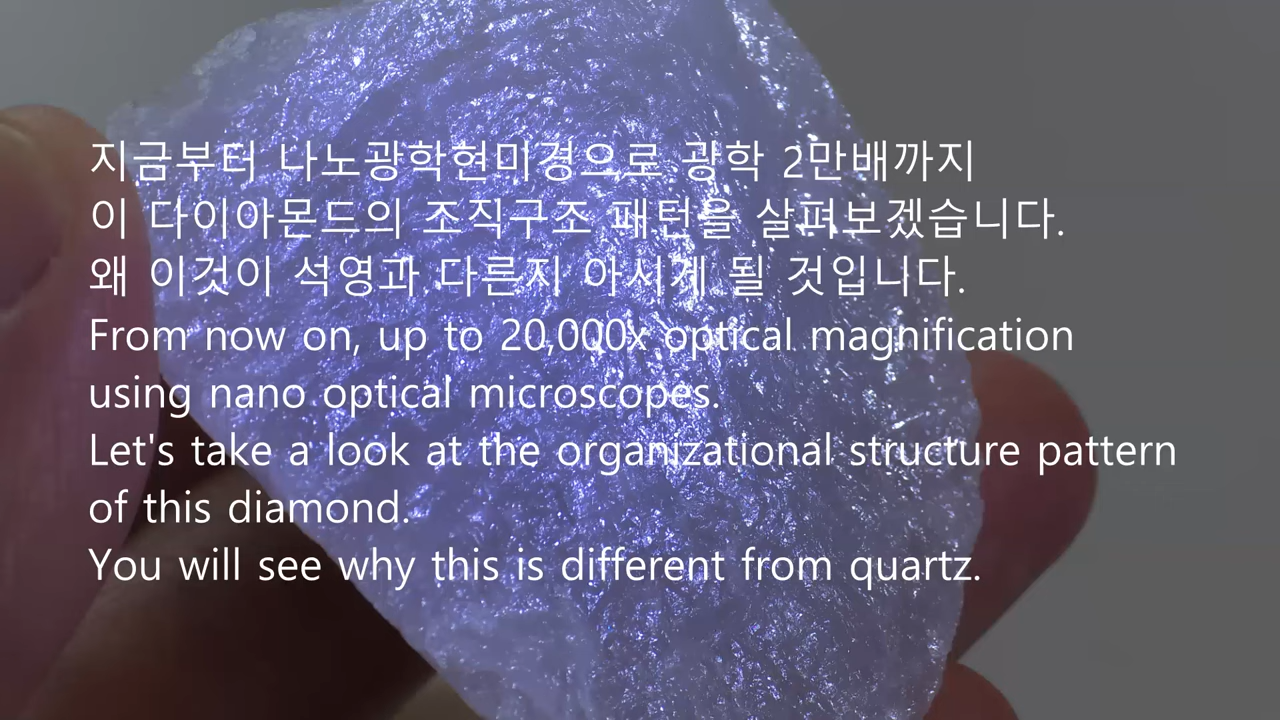 지금부터 나노광학현미경으로 광학 2만배까지
이 다이아몬드의 조직구조 패턴을 살펴보겠습니다.
왜 이것이 석영과 다른지 아시게 될 것입니다.
From now on, up to 20,000x optical magnification
using nano optical microscopes.
Let's take a look at the organizational structure pattern
of this diamond.
You will see why this is different from quartz.